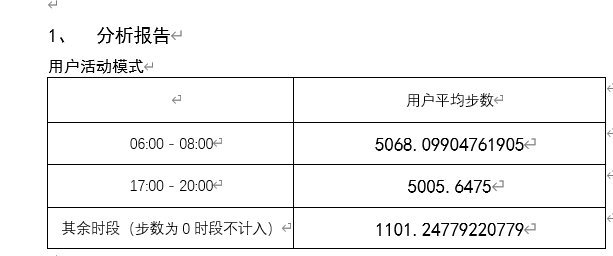 1、 分析报告
用户活动模式
用户平均步数
06:00 - 08:00 5068.09904761905
17:00 - 20:00 5005.6475
其余时段（步数为 0 时段不计入） 1101.24779220779